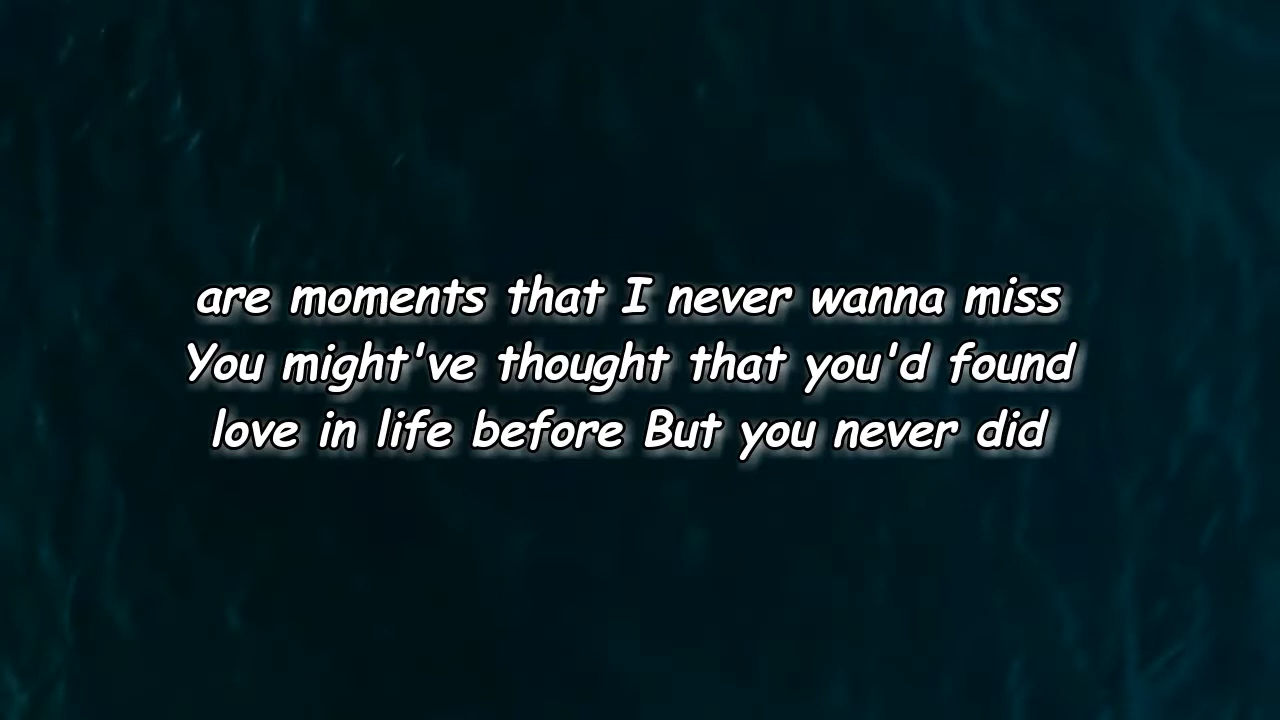 are moments that I never wanna miss
You might've thought that you'd found
love in life before But you never did